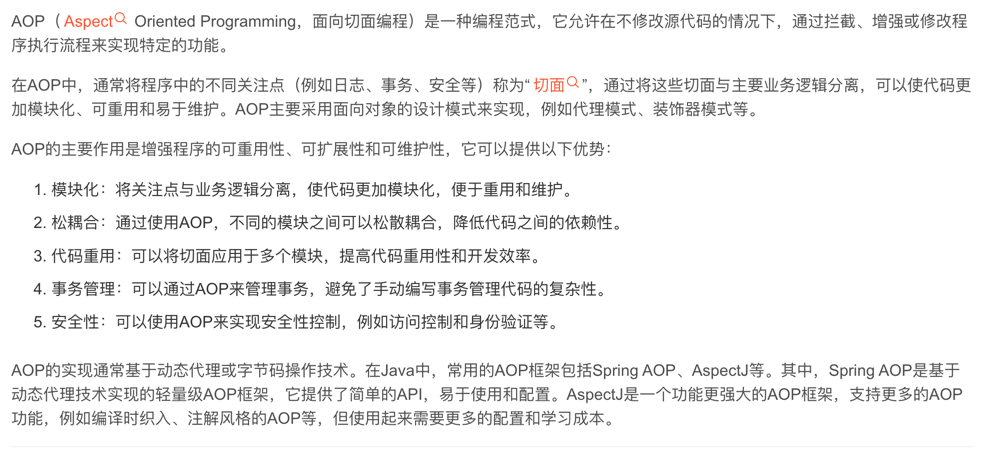 AOP（Aspect Oriented Programming，面向切面编程）是一种编程范式，它允许在不修改源代码的情况下，通过拦截、增强或修改程
序执行流程来实现特定的功能。
在AOP中，通常将程序中的不同关注点（例如日志、事务、安全等）称为“切面”，通过将这些切面与主要业务逻辑分离，可以使代码更
加模块化、可重用和易于维护。AOP主要采用面向对象的设计模式来实现，例如代理模式、装饰器模式等。
AOP的主要作用是增强程序的可重用性、可扩展性和可维护性，它可以提供以下优势：
1. 模块化：将关注点与业务逻辑分离，使代码更加模块化，便于重用和维护。
2. 松耦合：通过使用AOP，不同的模块之间可以松散耦合，降低代码之间的依赖性。
3. 代码重用：可以将切面应用于多个模块，提高代码重用性和开发效率。
4. 事务管理：可以通过AOP来管理事务，避免了手动编写事务管理代码的复杂性。
5. 安全性：可以使用AOP来实现安全性控制，例如访问控制和身份验证等。
AOP的实现通常基于动态代理或字节码操作技术。在Java中，常用的AOP框架包括Spring AOP、AspectJ等。其中，Spring AOP是基于
动态代理技术实现的轻量级AOP框架，它提供了简单的API，易于使用和配置。AspectJ是一个功能更强大的AOP框架，支持更多的AOP
功能，例如编译时织入、注解风格的AOP等，但使用起来需要更多的配置和学习成本。